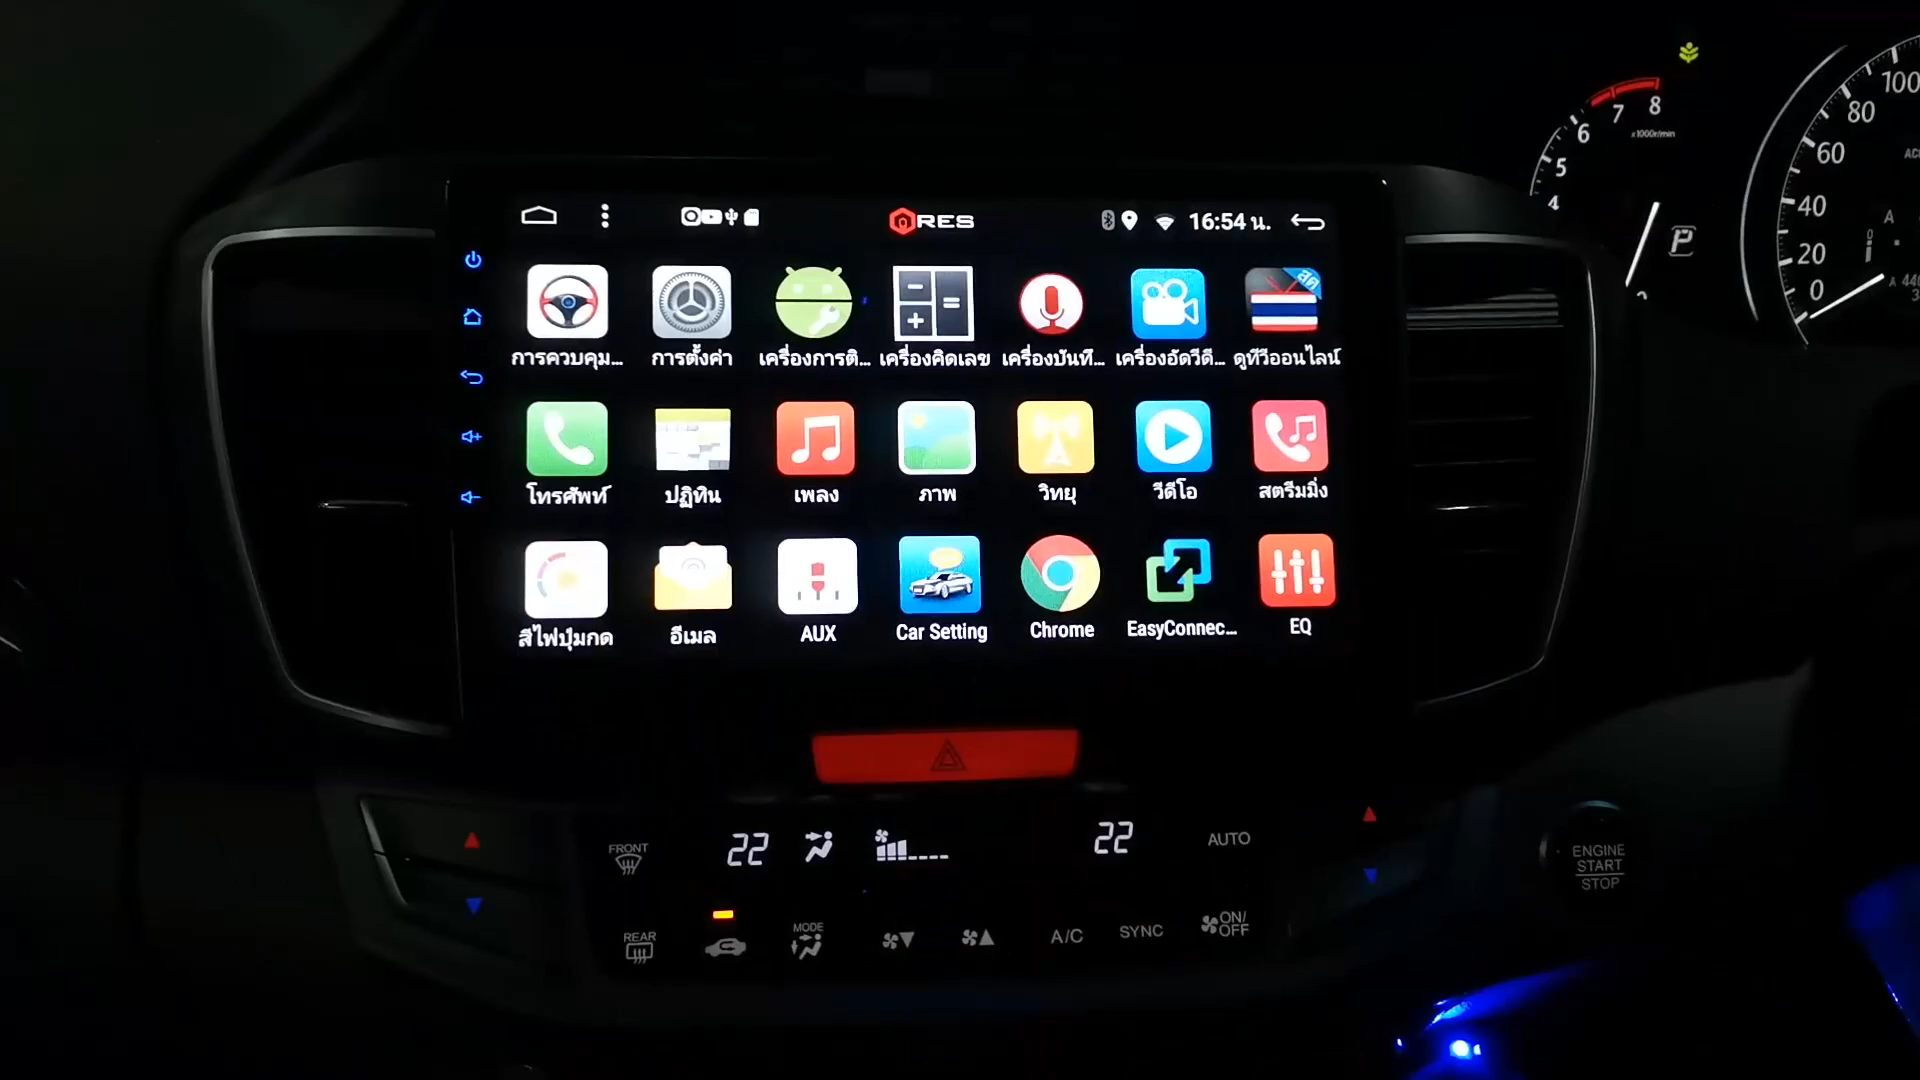 RES
16:54 น.
การควบคุม...
การตั้งค่า
เครื่องการติ...
เครื่องคิดเลข
เครื่องบันทึ...
เครื่องอัดวีดี...
ดูทีวีออนไลน์
สด
โทรศัพท์
ปฏิทิน
เพลง
ภาพ
วิทยุ
วีดีโอ
สตรีมมิ่ง
สีไฟปุ่มกด
อีเมล
AUX
Car Setting
Chrome
EasyConnec...
EQ
4
5
6
7
8
x1000r/min
P
0
20
40
60
80
100
A
FRONT
22
22
AUTO
REAR
MODE
A/C
SYNC
ON/
OFF
ENGINE
START
STOP